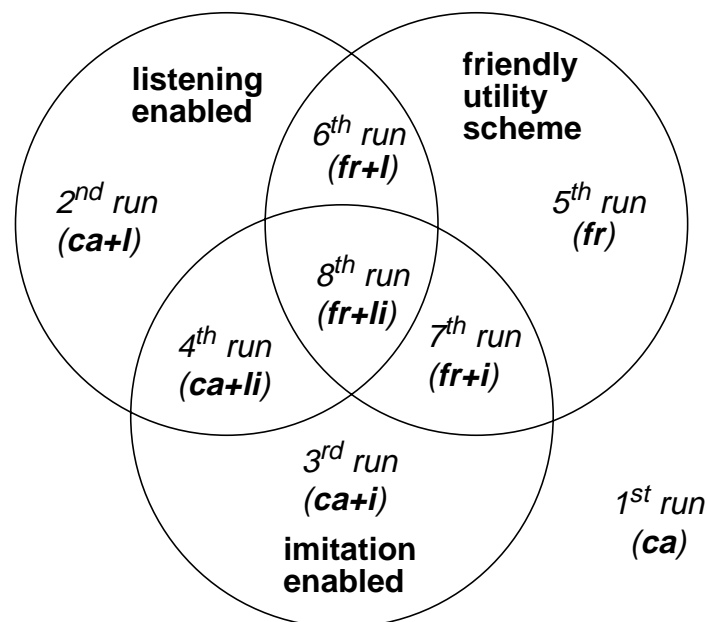 listening
enabled
friendly
utility
scheme
6th run
(fr+l)
2nd run
(ca+l)
5th run
(fr)
8th run
(fr+li)
4th run
(ca+li)
7th run
(fr+i)
3rd run
(ca+i)
imitation
enabled
1st run
(ca)